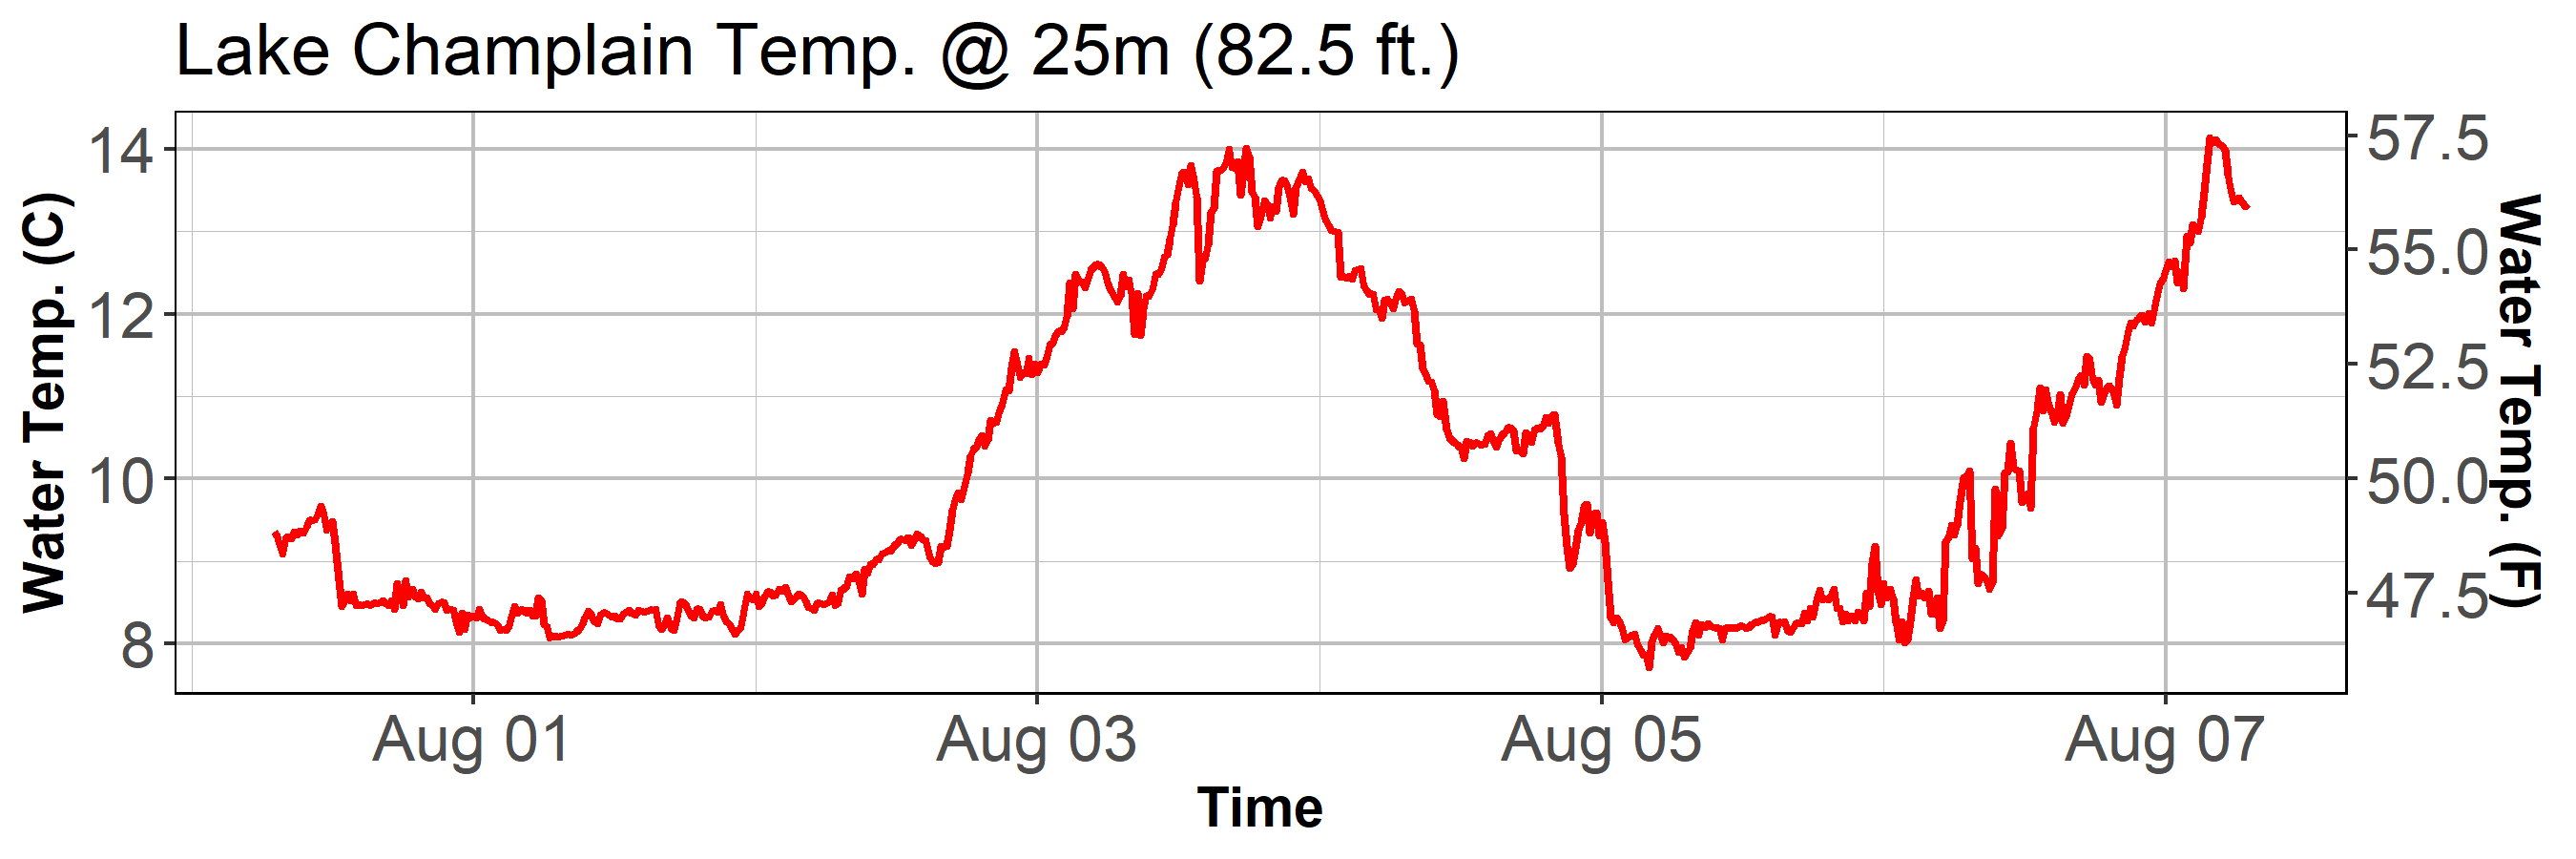 Lake Champlain Temp. @ 25m (82.5 ft.)
Water Temp. (C)
14
12
10
8
57.5
55.0
52.5
50.0
47.5
Water Temp. (F)
Aug 01 Aug 03 Aug 05 Aug 07
Time